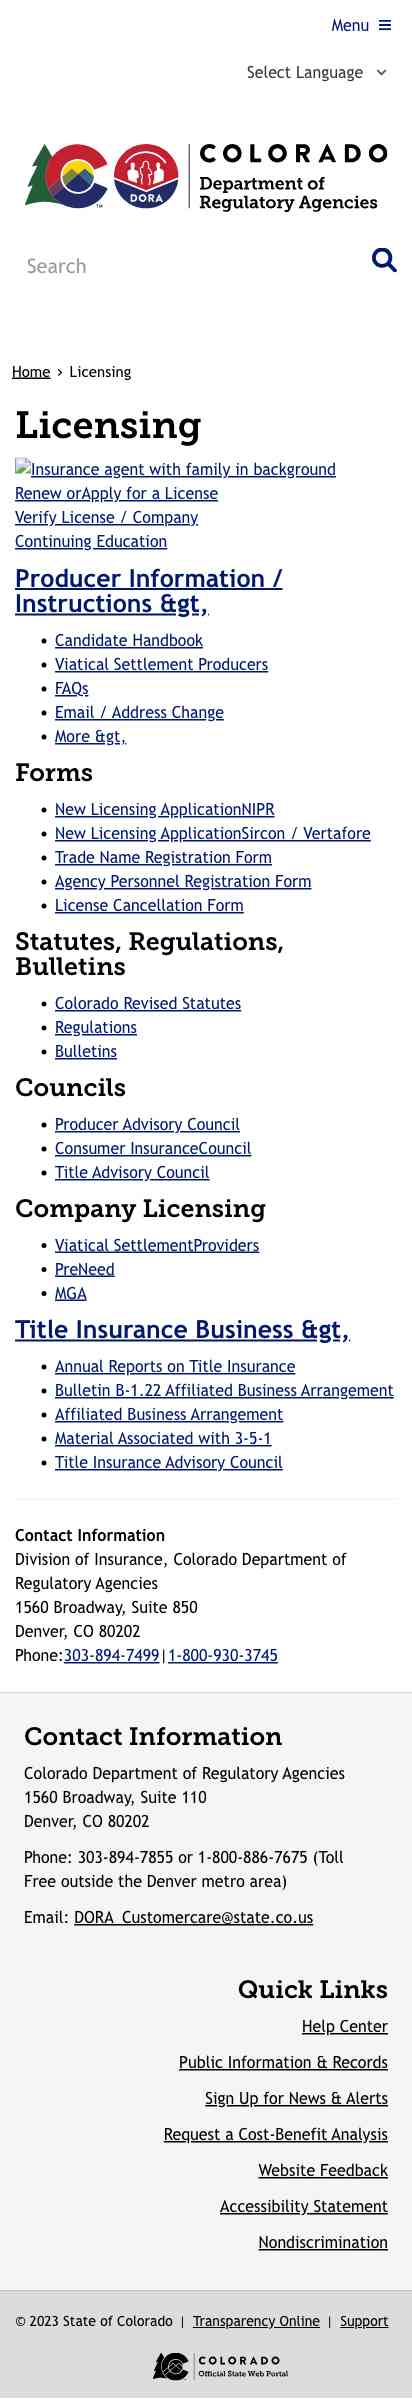 Menu
Select Language
COLORADO
Department of
Regulatory Agencies
DORA
TM
Search
Home › Licensing
Licensing
Insurance agent with family in background
Renew orApply for a License
Verify License / Company
Continuing Education
Producer Information /
Instructions &gt,
• Candidate Handbook
• Viatical Settlement Producers
• FAQs
• Email / Address Change
• More &gt,
Forms
• New Licensing ApplicationNIPR
• New Licensing ApplicationSircon / Vertafore
• Trade Name Registration Form
• Agency Personnel Registration Form
• License Cancellation Form
Statutes, Regulations,
Bulletins
• Colorado Revised Statutes
• Regulations
• Bulletins
Councils
• Producer Advisory Council
• Consumer InsuranceCouncil
• Title Advisory Council
Company Licensing
• Viatical SettlementProviders
• PreNeed
• MGA
Title Insurance Business &gt,
• Annual Reports on Title Insurance
• Bulletin B-1.22 Affiliated Business Arrangement
• Affiliated Business Arrangement
• Material Associated with 3-5-1
• Title Insurance Advisory Council
Contact Information
Division of Insurance, Colorado Department of
Regulatory Agencies
1560 Broadway, Suite 850
Denver, CO 80202
Phone:303-894-7499|1-800-930-3745
Contact Information
Colorado Department of Regulatory Agencies
1560 Broadway, Suite 110
Denver, CO 80202
Phone: 303-894-7855 or 1-800-886-7675 (Toll
Free outside the Denver metro area)
Email: DORA_Customercare@state.co.us
Quick Links
Help Center
Public Information & Records
Sign Up for News & Alerts
Request a Cost-Benefit Analysis
Website Feedback
Accessibility Statement
Nondiscrimination
© 2023 State of Colorado | Transparency Online | Support
COLORADO
Official State Web Portal